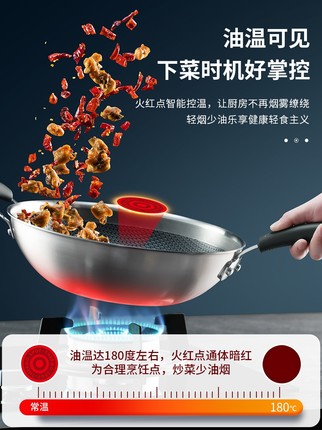 油温可见
下菜时机好掌控
火红点智能控温，让厨房不再烟雾缭绕
轻烟少油乐享健康轻食主义
油温达180度左右，火红点通体暗红
为合理烹饪点，炒菜少油烟
常温
180℃